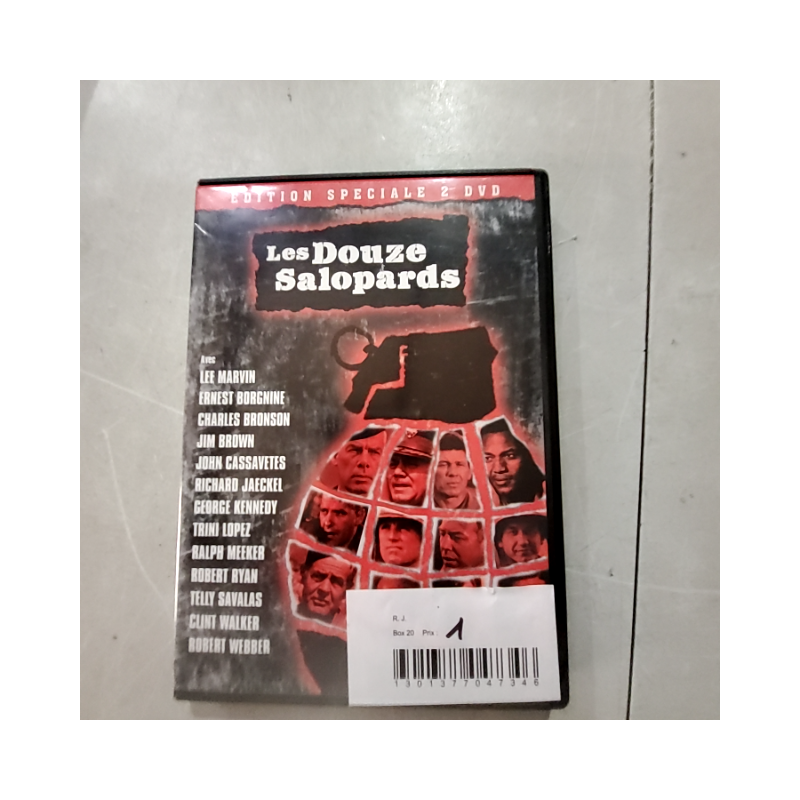 EDITION SPECIALE 2 DVD
Les Douze
Salopards
Avec
LEE MARVIN
ERNEST BORGNINE
CHARLES BRONSON
JIM BROWN
JOHN CASSAVETES
RICHARD JAECKEL
GEORGE KENNEDY
TRINI LOPEZ
RALPH MEEKER
ROBERT RYAN
TELLY SAVALAS
CLINT WALKER
ROBERT WEBBER
R. J.
Box 20 Prix : 1
1301377047346